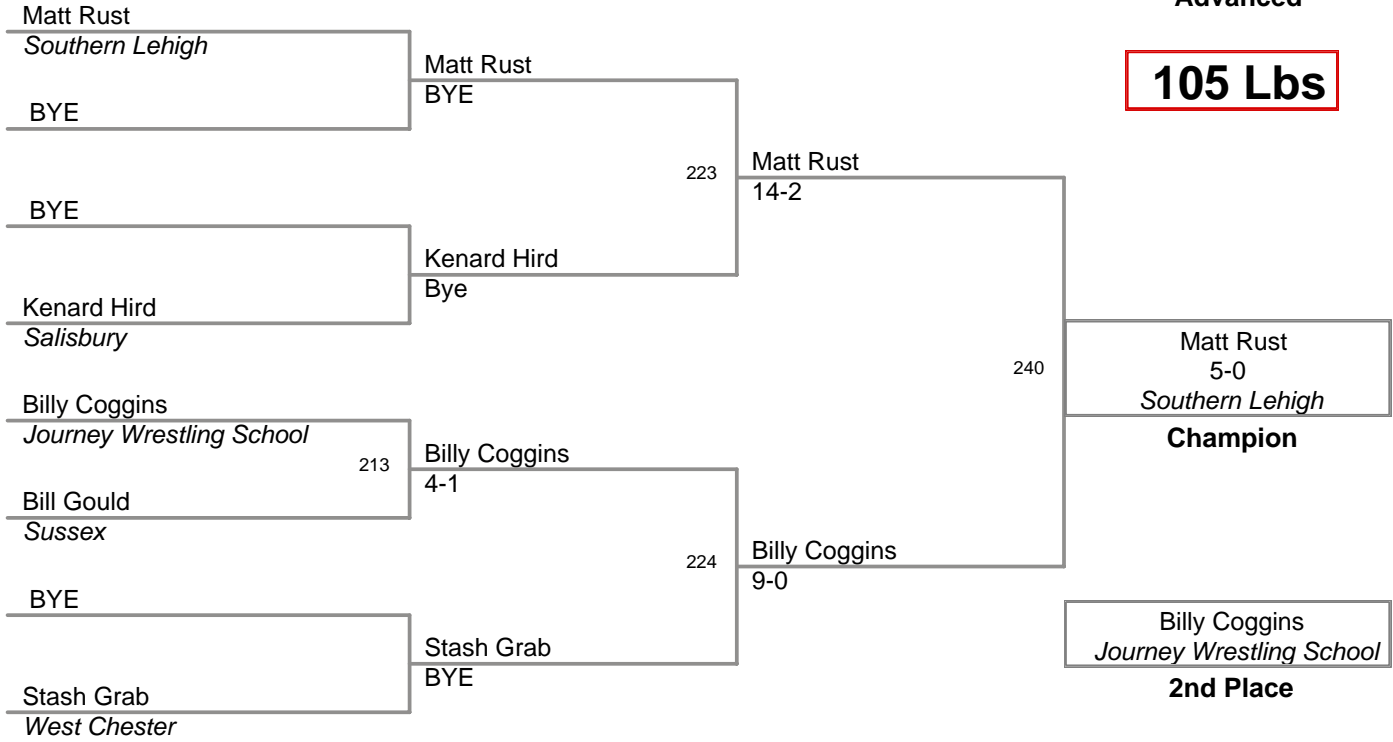 Advanced
105 Lbs
Matt Rust
Southern Lehigh
BYE
BYE
Kenard Hird
Salisbury
Billy Coggins
Journey Wrestling School
213
Bill Gould
Sussex
BYE
Stash Grab
West Chester
Matt Rust
BYE
223
Kenard Hird
Bye
Billy Coggins
4-1
224
Stash Grab
BYE
Matt Rust
14-2
240
Billy Coggins
9-0
Matt Rust
5-0
Southern Lehigh
Champion
Billy Coggins
Journey Wrestling School
2nd Place